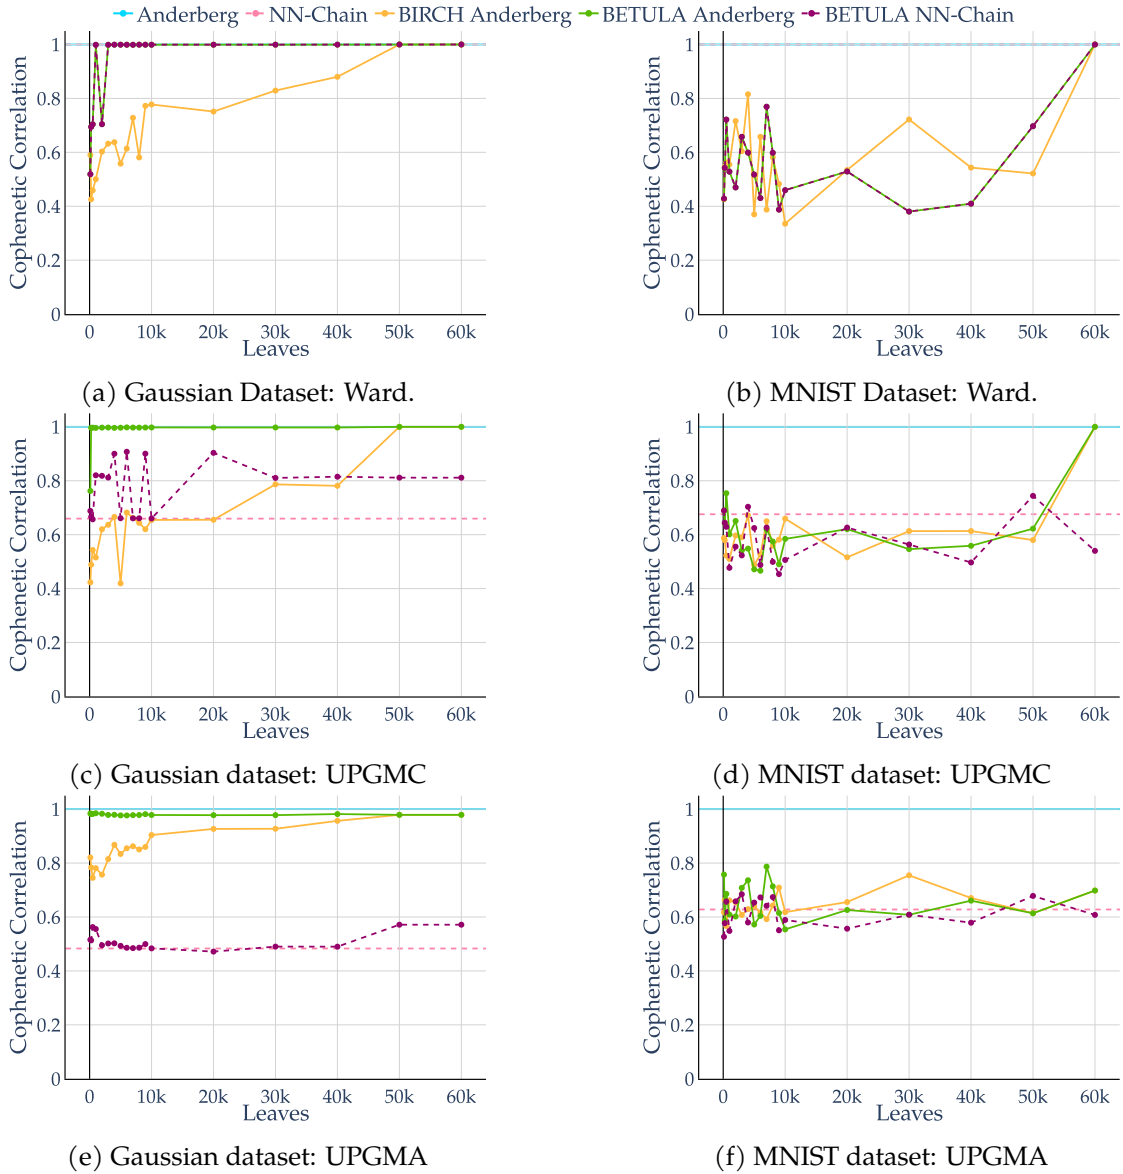 Anderberg NN-Chain BIRCH Anderberg BETULA Anderberg BETULA NN-Chain
Cophenetic Correlation
1
0.8
0.6
0.4
0.2
0
0 10k 20k 30k 40k 50k 60k
Leaves
(a) Gaussian Dataset: Ward.
Cophenetic Correlation
1
0.8
0.6
0.4
0.2
0
0 10k 20k 30k 40k 50k 60k
Leaves
(b) MNIST Dataset: Ward.
Cophenetic Correlation
1
0.8
0.6
0.4
0.2
0
0 10k 20k 30k 40k 50k 60k
Leaves
(c) Gaussian dataset: UPGMC
Cophenetic Correlation
1
0.8
0.6
0.4
0.2
0
0 10k 20k 30k 40k 50k 60k
Leaves
(d) MNIST dataset: UPGMC
Cophenetic Correlation
1
0.8
0.6
0.4
0.2
0
0 10k 20k 30k 40k 50k 60k
Leaves
(e) Gaussian dataset: UPGMA
Cophenetic Correlation
1
0.8
0.6
0.4
0.2
0
0 10k 20k 30k 40k 50k 60k
Leaves
(f) MNIST dataset: UPGMA